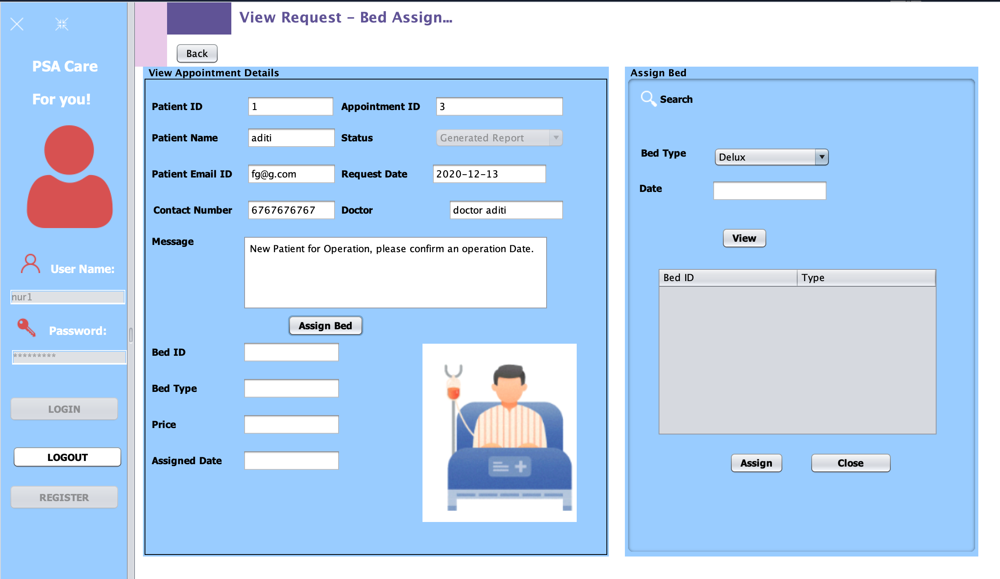 View Request – Bed Assign...
Back
PSA Care
For you!
User Name:
nur1
Password:
*********
LOGIN
LOGOUT
REGISTER
View Appointment Details
Patient ID 1 Appointment ID 3
Patient Name aditi Status Generated Report
Patient Email ID fg@g.com Request Date 2020-12-13
Contact Number 6767676767 Doctor doctor aditi
Message New Patient for Operation, please confirm an operation Date.
Assign Bed
Bed ID
Bed Type
Price
Assigned Date
Assign Bed
Search
Bed Type Delux
Date
View
Bed ID Type
Assign Close